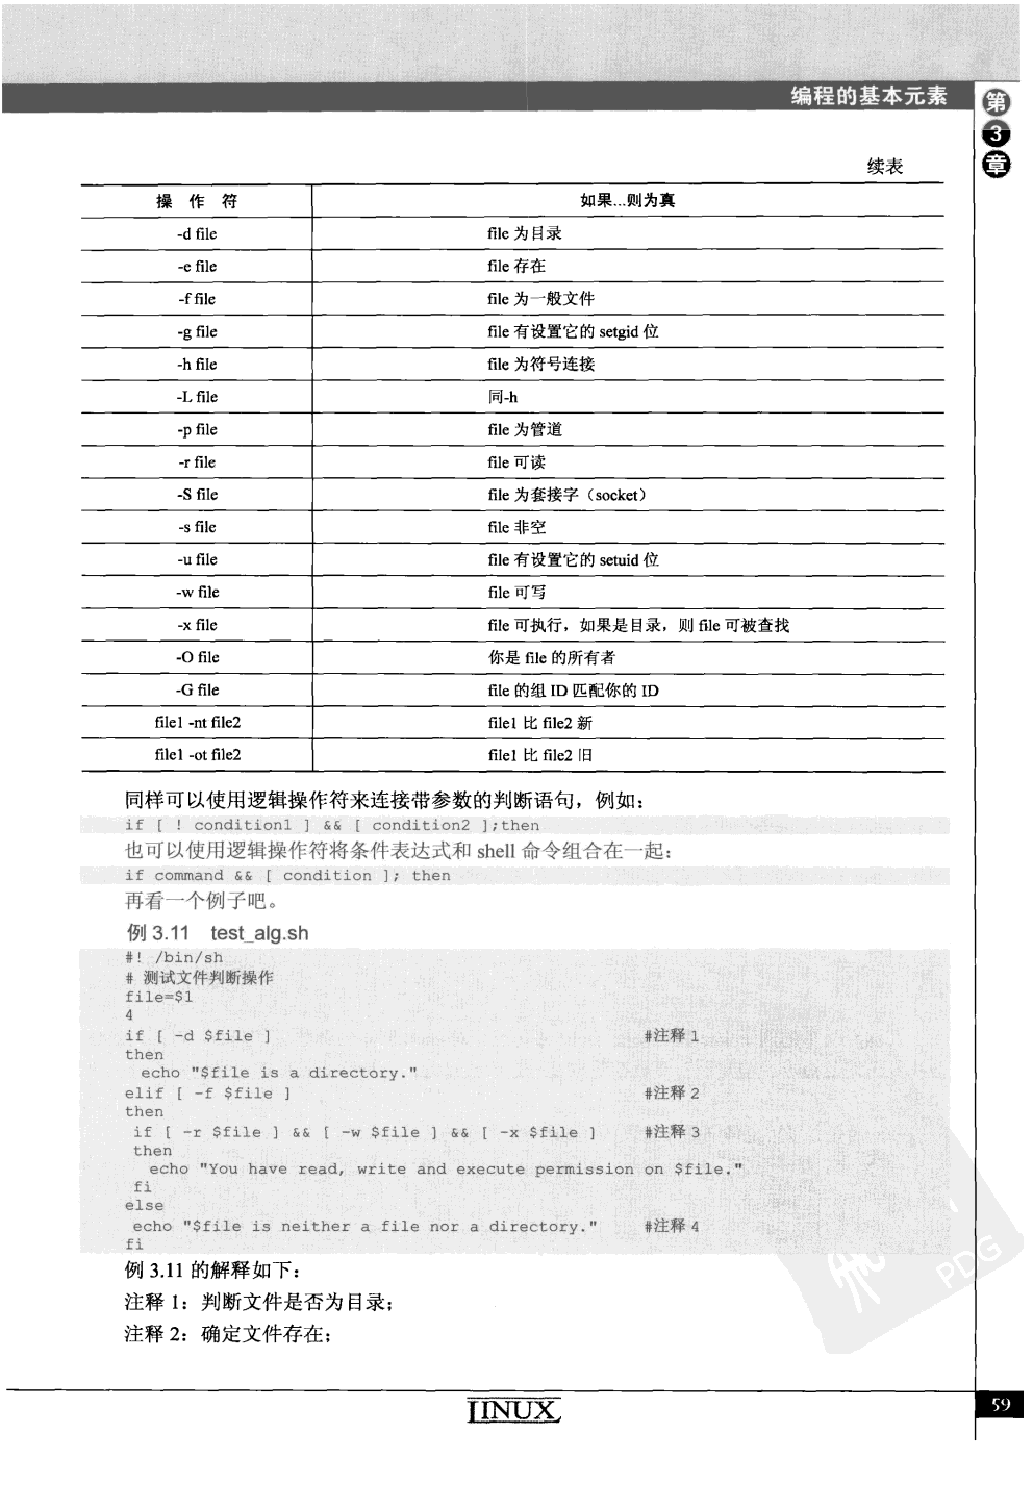 编程的基本元素
第3章
续表
操 作 符 如果...则为真
-d file file 为目录
-e file file 存在
-f file file 为一般文件
-g file file 有设置它的 setgid 位
-h file file 为符号连接
-L file 同-h
-p file file 为管道
-r file file 可读
-S file file 为套接字（socket）
-s file file 非空
-u file file 有设置它的 setuid 位
-w file file 可写
-x file file 可执行，如果是目录，则 file 可被查找
-O file 你是 file 的所有者
-G file file 的组 ID 匹配你的 ID
file1 -nt file2 file1 比 file2 新
file1 -ot file2 file1 比 file2 旧
同样可以使用逻辑操作符来连接带参数的判断语句，例如：
if [ ! condition1 ] && [ condition2 ];then
也可以使用逻辑操作符将条件表达式和 shell 命令组合在一起：
if command && [ condition ]; then
再看一个例子吧。
例 3.11 test_alg.sh
#! /bin/sh
# 测试文件判断操作
file=$1
4
if [ -d $file ] #注释 1
then
echo "$file is a directory."
elif [ -f $file ] #注释 2
then
if [ -r $file ] && [ -w $file ] && [ -x $file ] #注释 3
then
echo "You have read, write and execute permission on $file."
fi
else
echo "$file is neither a file nor a directory." #注释 4
fi
例 3.11 的解释如下：
注释 1：判断文件是否为目录；
注释 2：确定文件存在；
LINUX
59
PDG